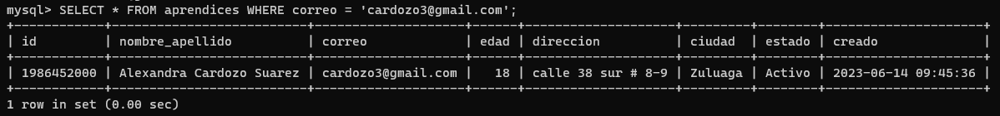 mysql> SELECT * FROM aprendices WHERE correo = 'cardozo3@gmail.com';
+------------+--------------------------+--------------------+------+--------------------+---------+--------+---------------------+
| id         | nombre_apellido          | correo             | edad | direccion          | ciudad  | estado | creado              |
+------------+--------------------------+--------------------+------+--------------------+---------+--------+---------------------+
| 1986452000 | Alexandra Cardozo Suarez | cardozo3@gmail.com |   18 | calle 38 sur # 8-9 | Zuluaga | Activo | 2023-06-14 09:45:36 |
+------------+--------------------------+--------------------+------+--------------------+---------+--------+---------------------+
1 row in set (0.00 sec)